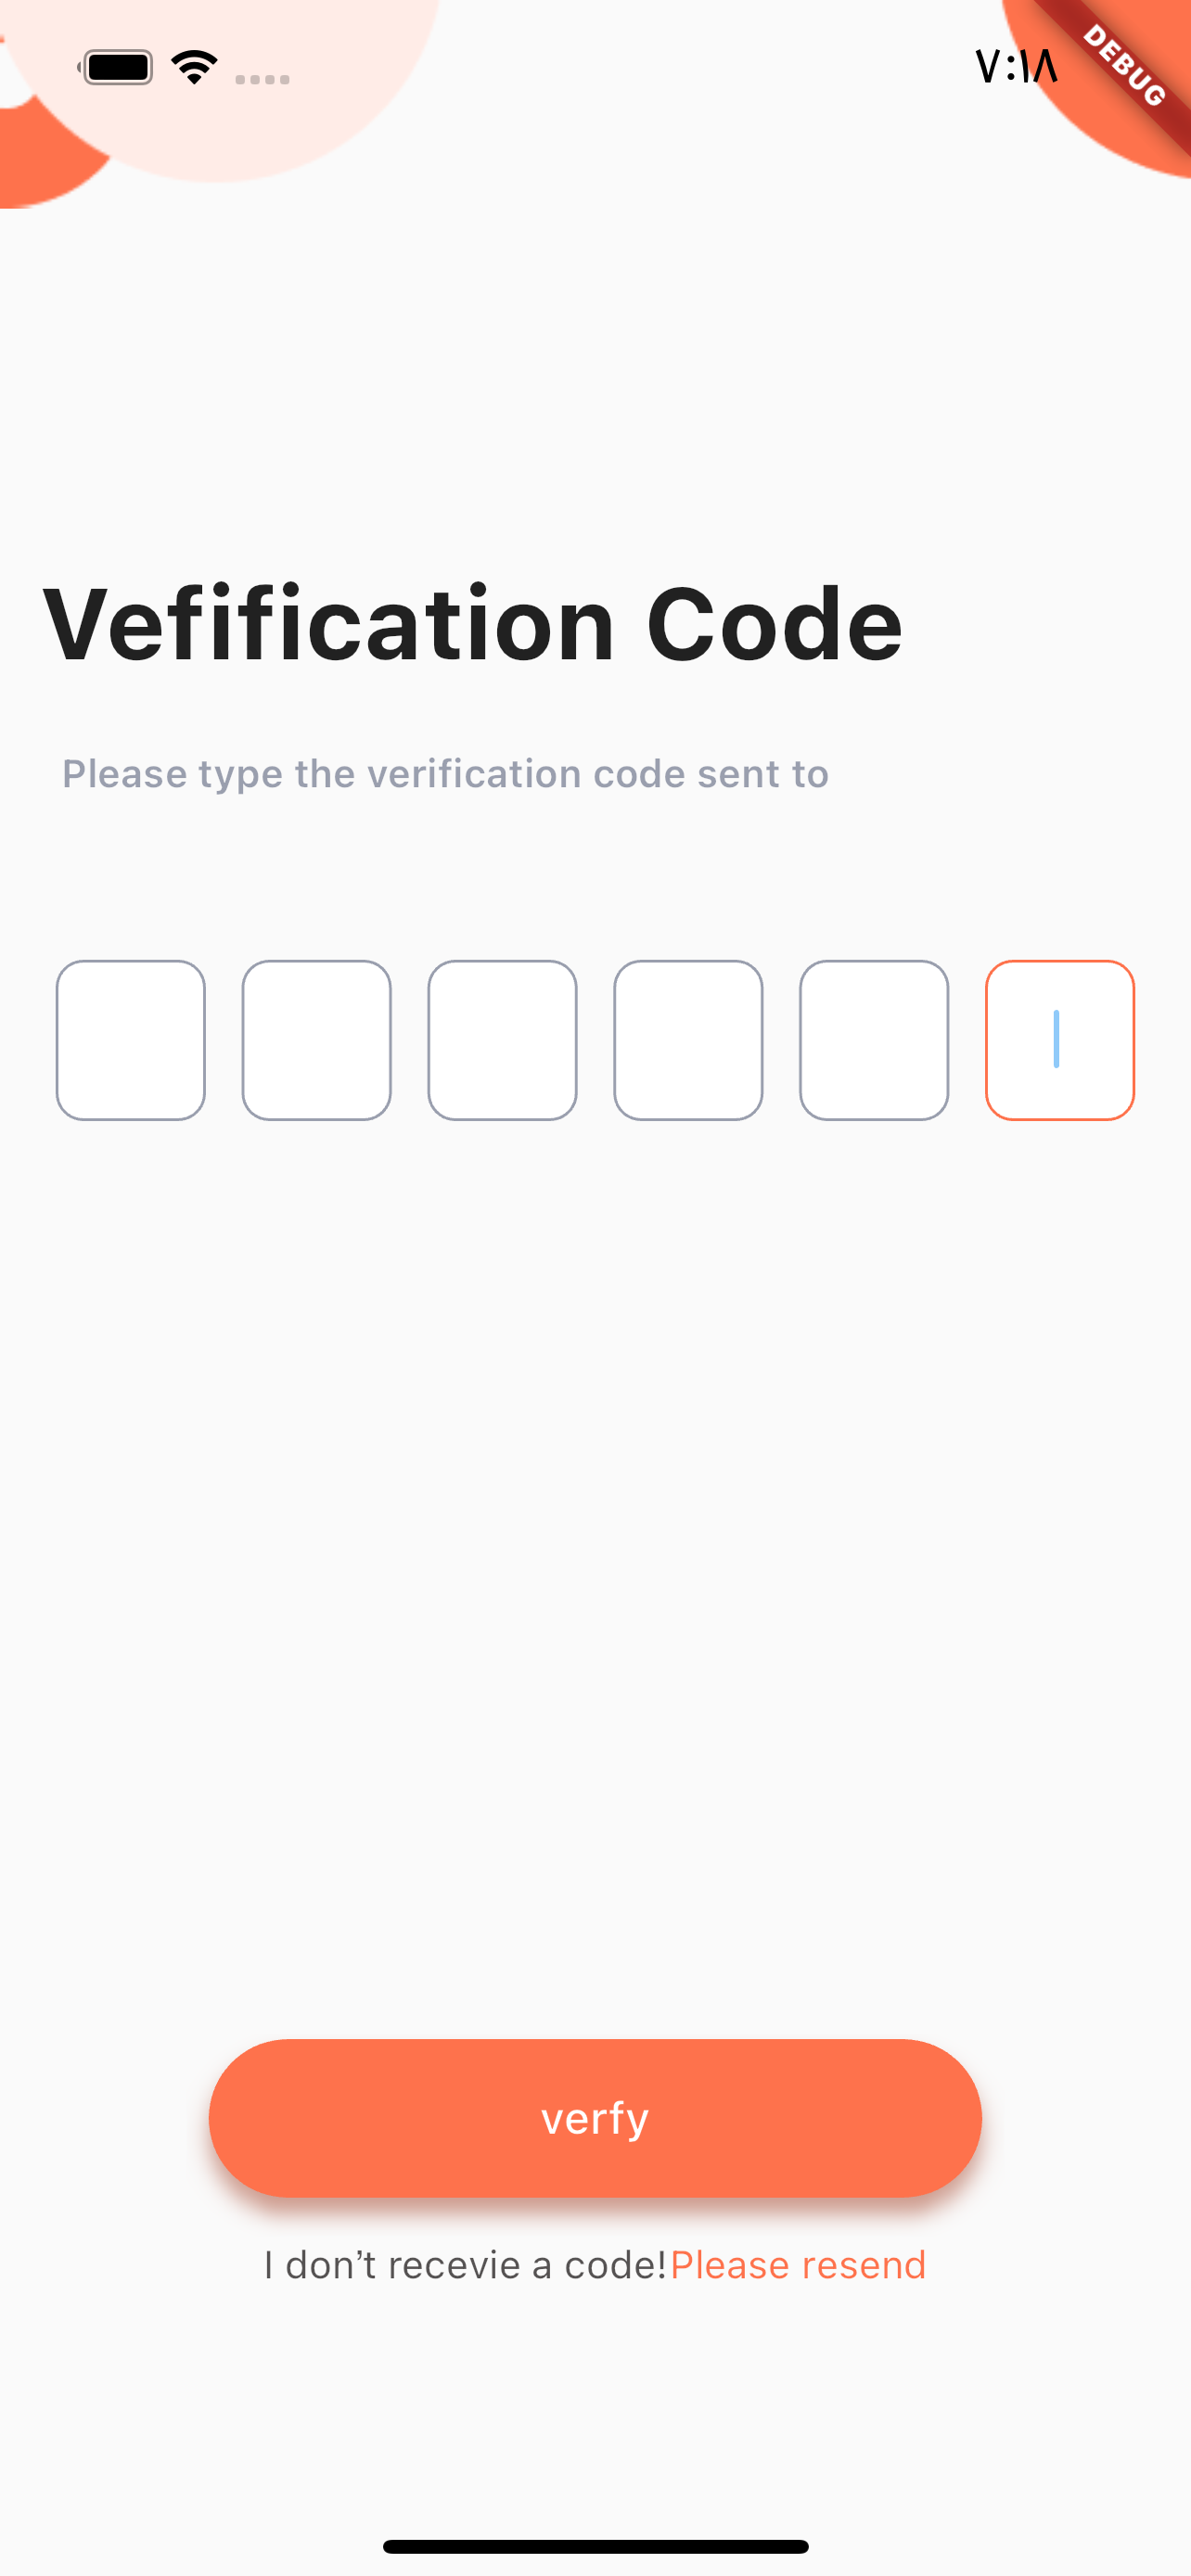 ٧:١٨
DEBUG
Vefification Code
Please type the verification code sent to
verfy
I don't recevie a code!Please resend